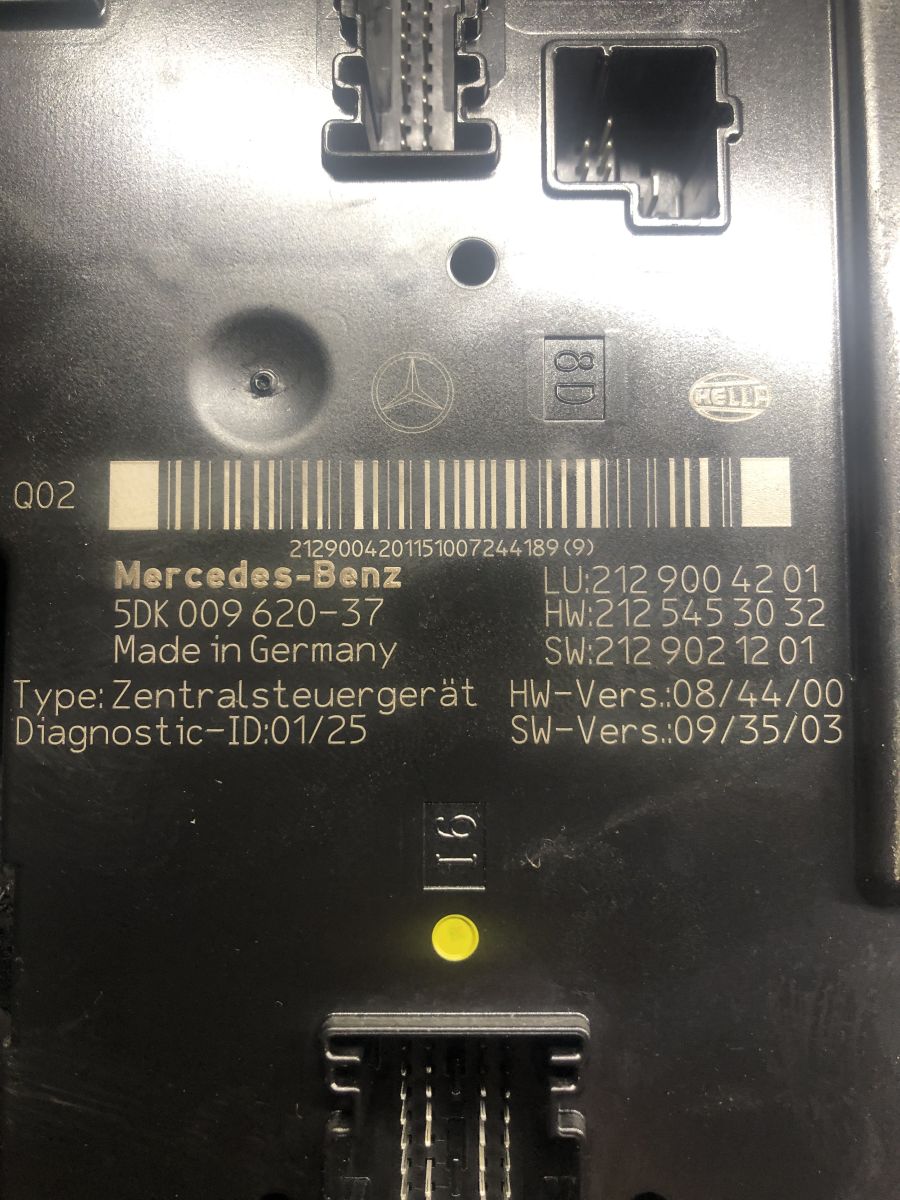 8D
HELLA
Q02
2129004201151007244189(9)
Mercedes-Benz
5DK 009 620-37
Made in Germany
LU:212 900 42 01
HW:212 545 30 32
SW:212 902 12 01
Type: Zentralsteuergerät
Diagnostic-ID:01/25
HW-Vers.:08/44/00
SW-Vers.:09/35/03
16